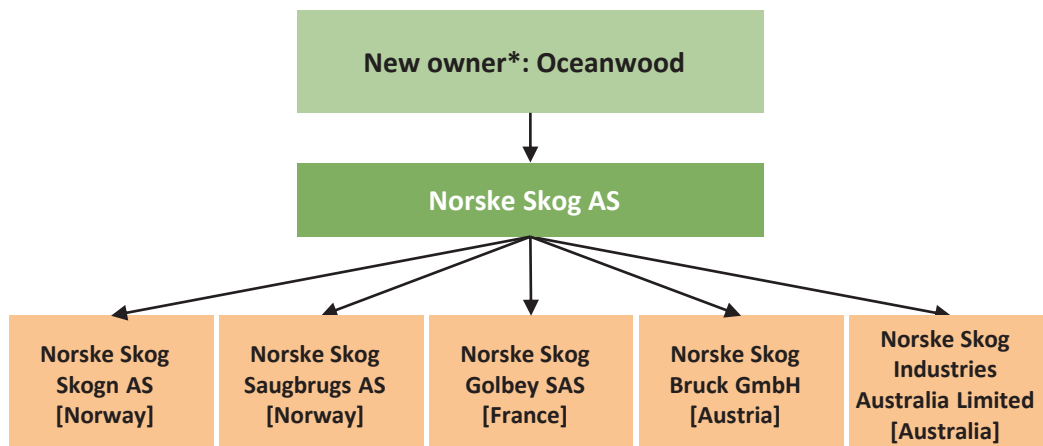 New owner*: Oceanwood
Norske Skog AS
Norske Skog
Skogn AS
[Norway]
Norske Skog
Saugbrugs AS
[Norway]
Norske Skog
Golbey SAS
[France]
Norske Skog
Bruck GmbH
[Austria]
Norske Skog
Industries
Australia Limited
[Australia]